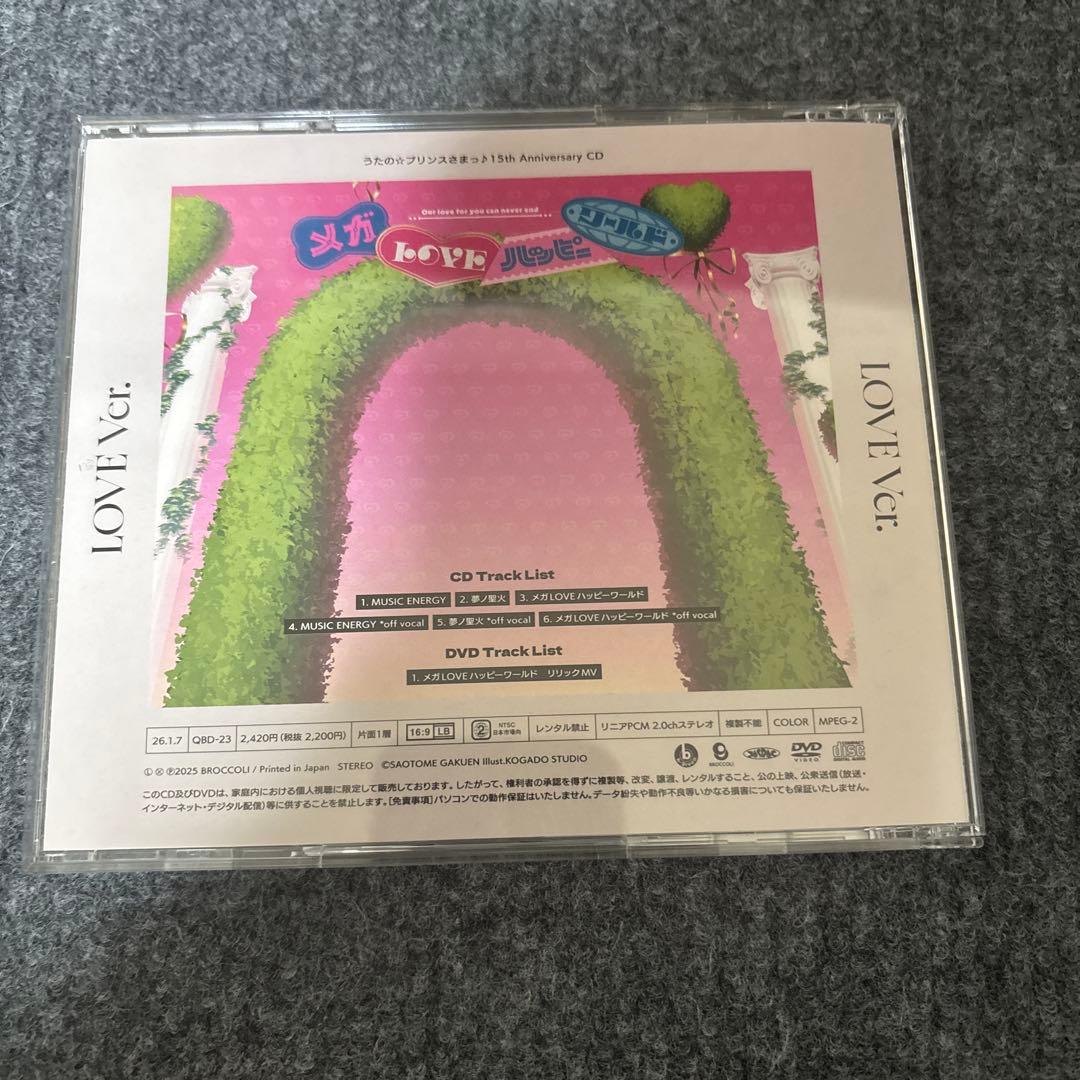 うたの☆プリンスさまっ♪15th Anniversary CD
Our love for you can never end
メガ
LOVE
ハッピー
ワールド
LOVE Ver.
LOVE Ver.
CD Track List
1. MUSIC ENERGY 2. 夢ノ聖火 3. メガLOVEハッピーワールド
4. MUSIC ENERGY *off vocal 5. 夢ノ聖火 *off vocal 6. メガLOVEハッピーワールド *off vocal
DVD Track List
1. メガLOVEハッピーワールド リリックMV
26.1.7 QBD-23 2,420円(税抜 2,200円) 片面1層 16:9 LB 2 NTSC 日本市場向 レンタル禁止 リニアPCM 2.0chステレオ 複製不能 COLOR MPEG-2
Ⓛ Ⓧ Ⓟ2025 BROCCOLI / Printed in Japan STEREO ©SAOTOME GAKUEN Illust.KOGADO STUDIO
BROCCOLI DVD VIDEO COMPACT disc DIGITAL AUDIO
このCD及びDVDは、家庭内における個人視聴に限定して販売しております。したがって、権利者の承認を得ずに複製等、改変、譲渡、レンタルすること、公の上映、公衆送信(放送・
インターネット・デジタル配信)等に供することを禁止します。【免責事項】パソコンでの動作保証はいたしません。データ紛失や動作不良等いかなる損害についても保証いたしません。